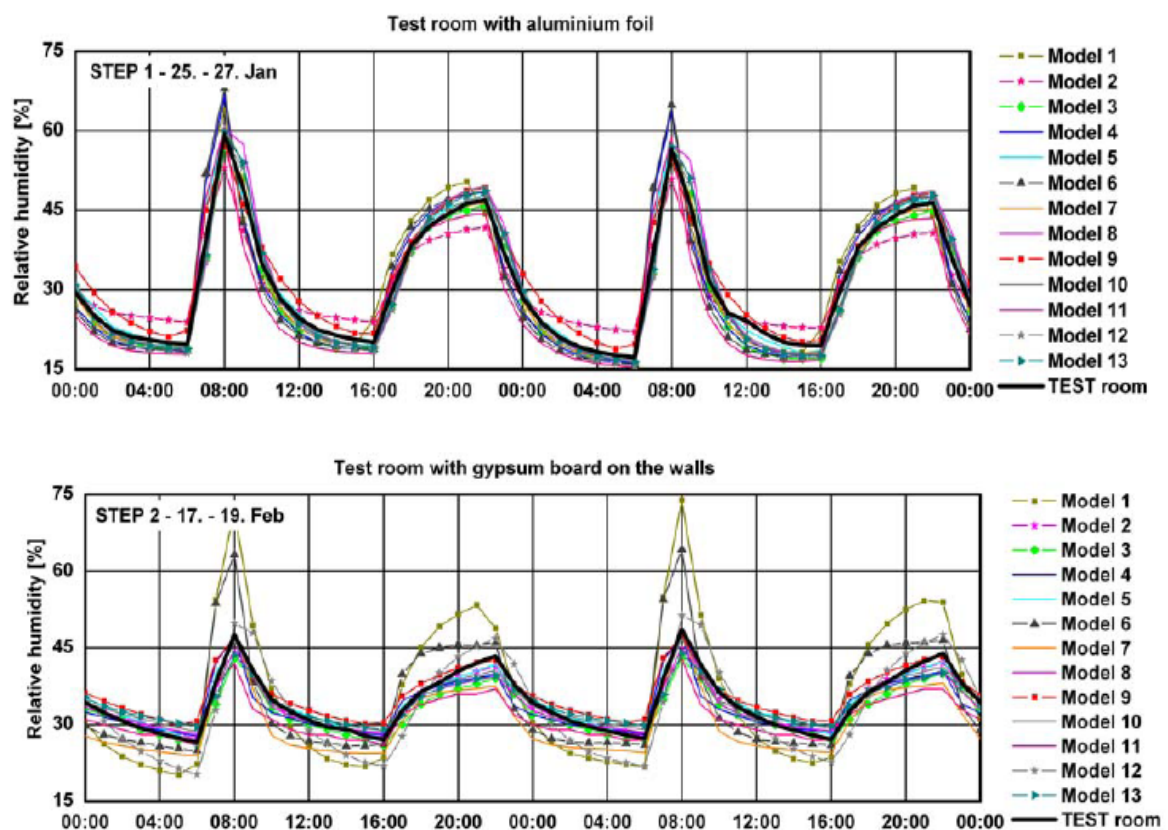 Test room with aluminium foil
75
60
45
30
15
Relative humidity [%]
STEP 1 - 25. - 27. Jan
00:00 04:00 08:00 12:00 16:00 20:00 00:00 04:00 08:00 12:00 16:00 20:00 00:00
Model 1
Model 2
Model 3
Model 4
Model 5
Model 6
Model 7
Model 8
Model 9
Model 10
Model 11
Model 12
Model 13
TEST room
Test room with gypsum board on the walls
75
60
45
30
15
Relative humidity [%]
STEP 2 - 17. - 19. Feb
00:00 04:00 08:00 12:00 16:00 20:00 00:00 04:00 08:00 12:00 16:00 20:00 00:00
Model 1
Model 2
Model 3
Model 4
Model 5
Model 6
Model 7
Model 8
Model 9
Model 10
Model 11
Model 12
Model 13
TEST room